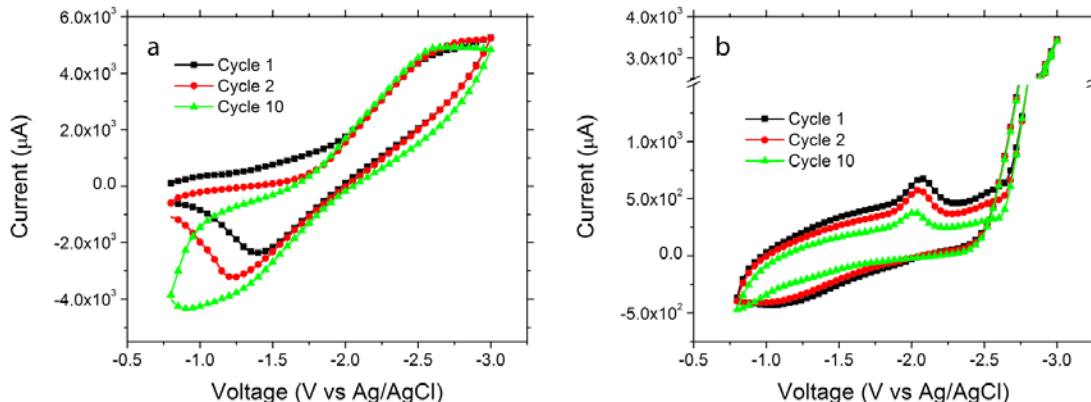 a
6.0x10³
4.0x10³
2.0x10³
0.0
-2.0x10³
-4.0x10³
Current (μA)
Cycle 1
Cycle 2
Cycle 10
-0.5 -1.0 -1.5 -2.0 -2.5 -3.0
Voltage (V vs Ag/AgCl)
b
4.0x10³
3.5x10³
3.0x10³
1.0x10³
5.0x10²
0.0
-5.0x10²
Current (μA)
Cycle 1
Cycle 2
Cycle 10
-0.5 -1.0 -1.5 -2.0 -2.5 -3.0
Voltage (V vs Ag/AgCl)